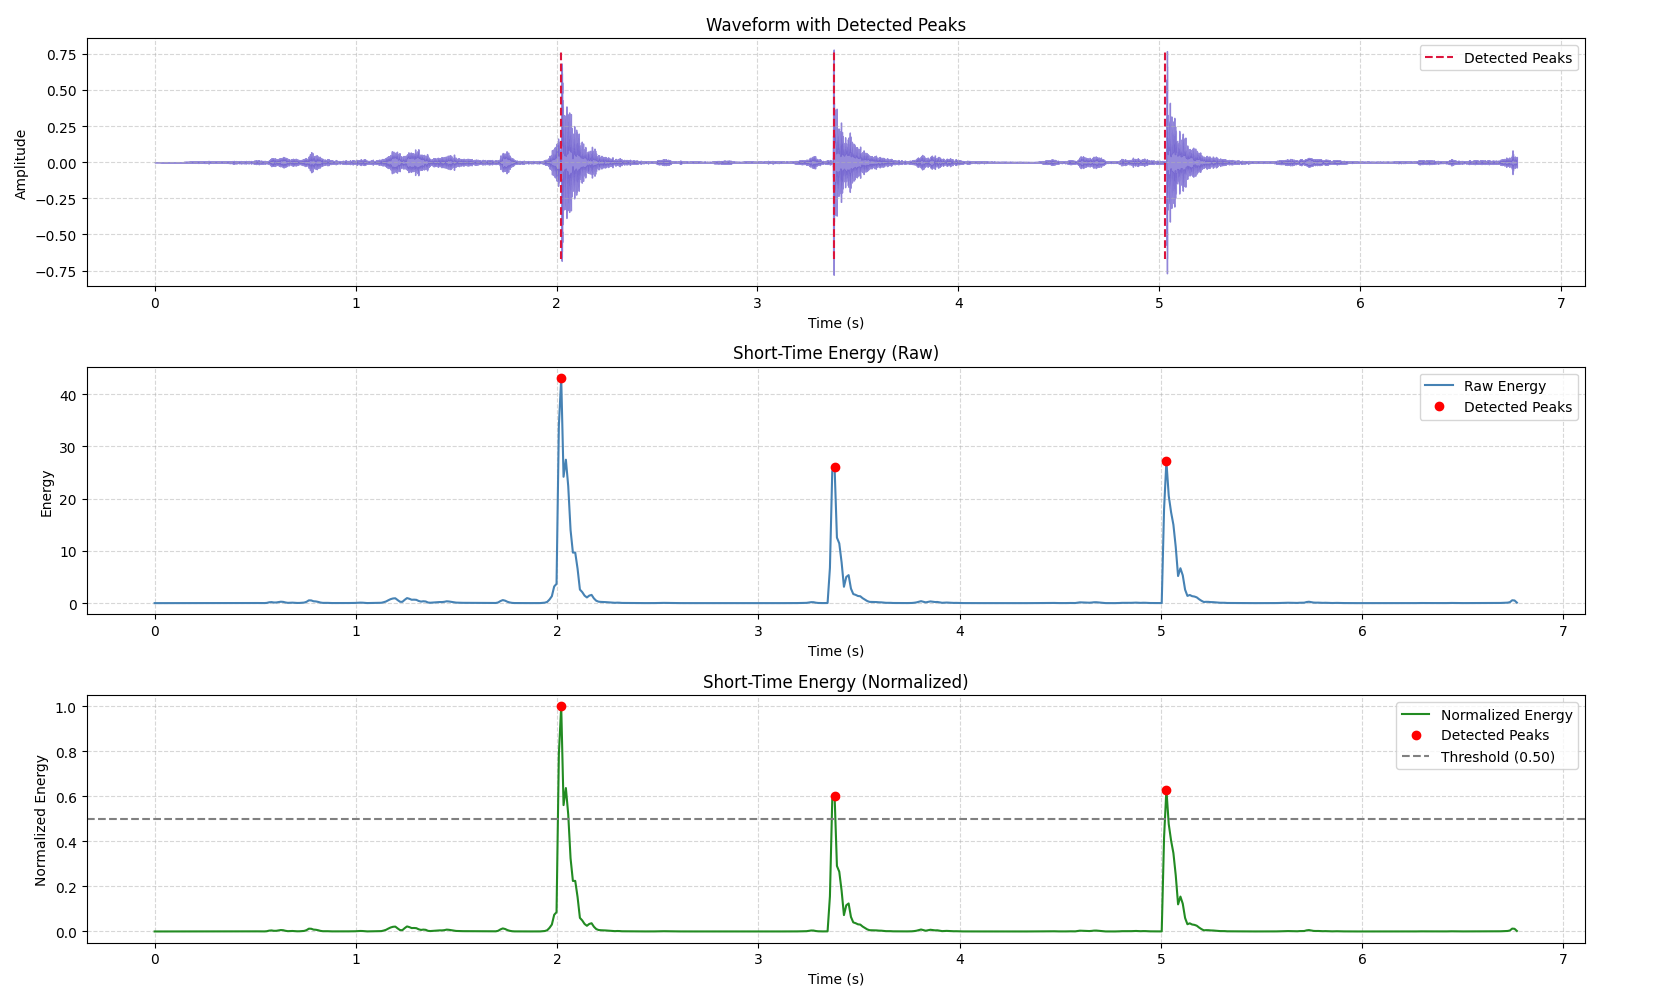 Waveform with Detected Peaks
Detected Peaks
Amplitude
0.75
0.50
0.25
0.00
−0.25
−0.50
−0.75
0 1 2 3 4 5 6 7
Time (s)
Short-Time Energy (Raw)
Raw Energy
Detected Peaks
Energy
40
30
20
10
0
0 1 2 3 4 5 6 7
Time (s)
Short-Time Energy (Normalized)
Normalized Energy
Detected Peaks
Threshold (0.50)
Normalized Energy
1.0
0.8
0.6
0.4
0.2
0.0
0 1 2 3 4 5 6 7
Time (s)